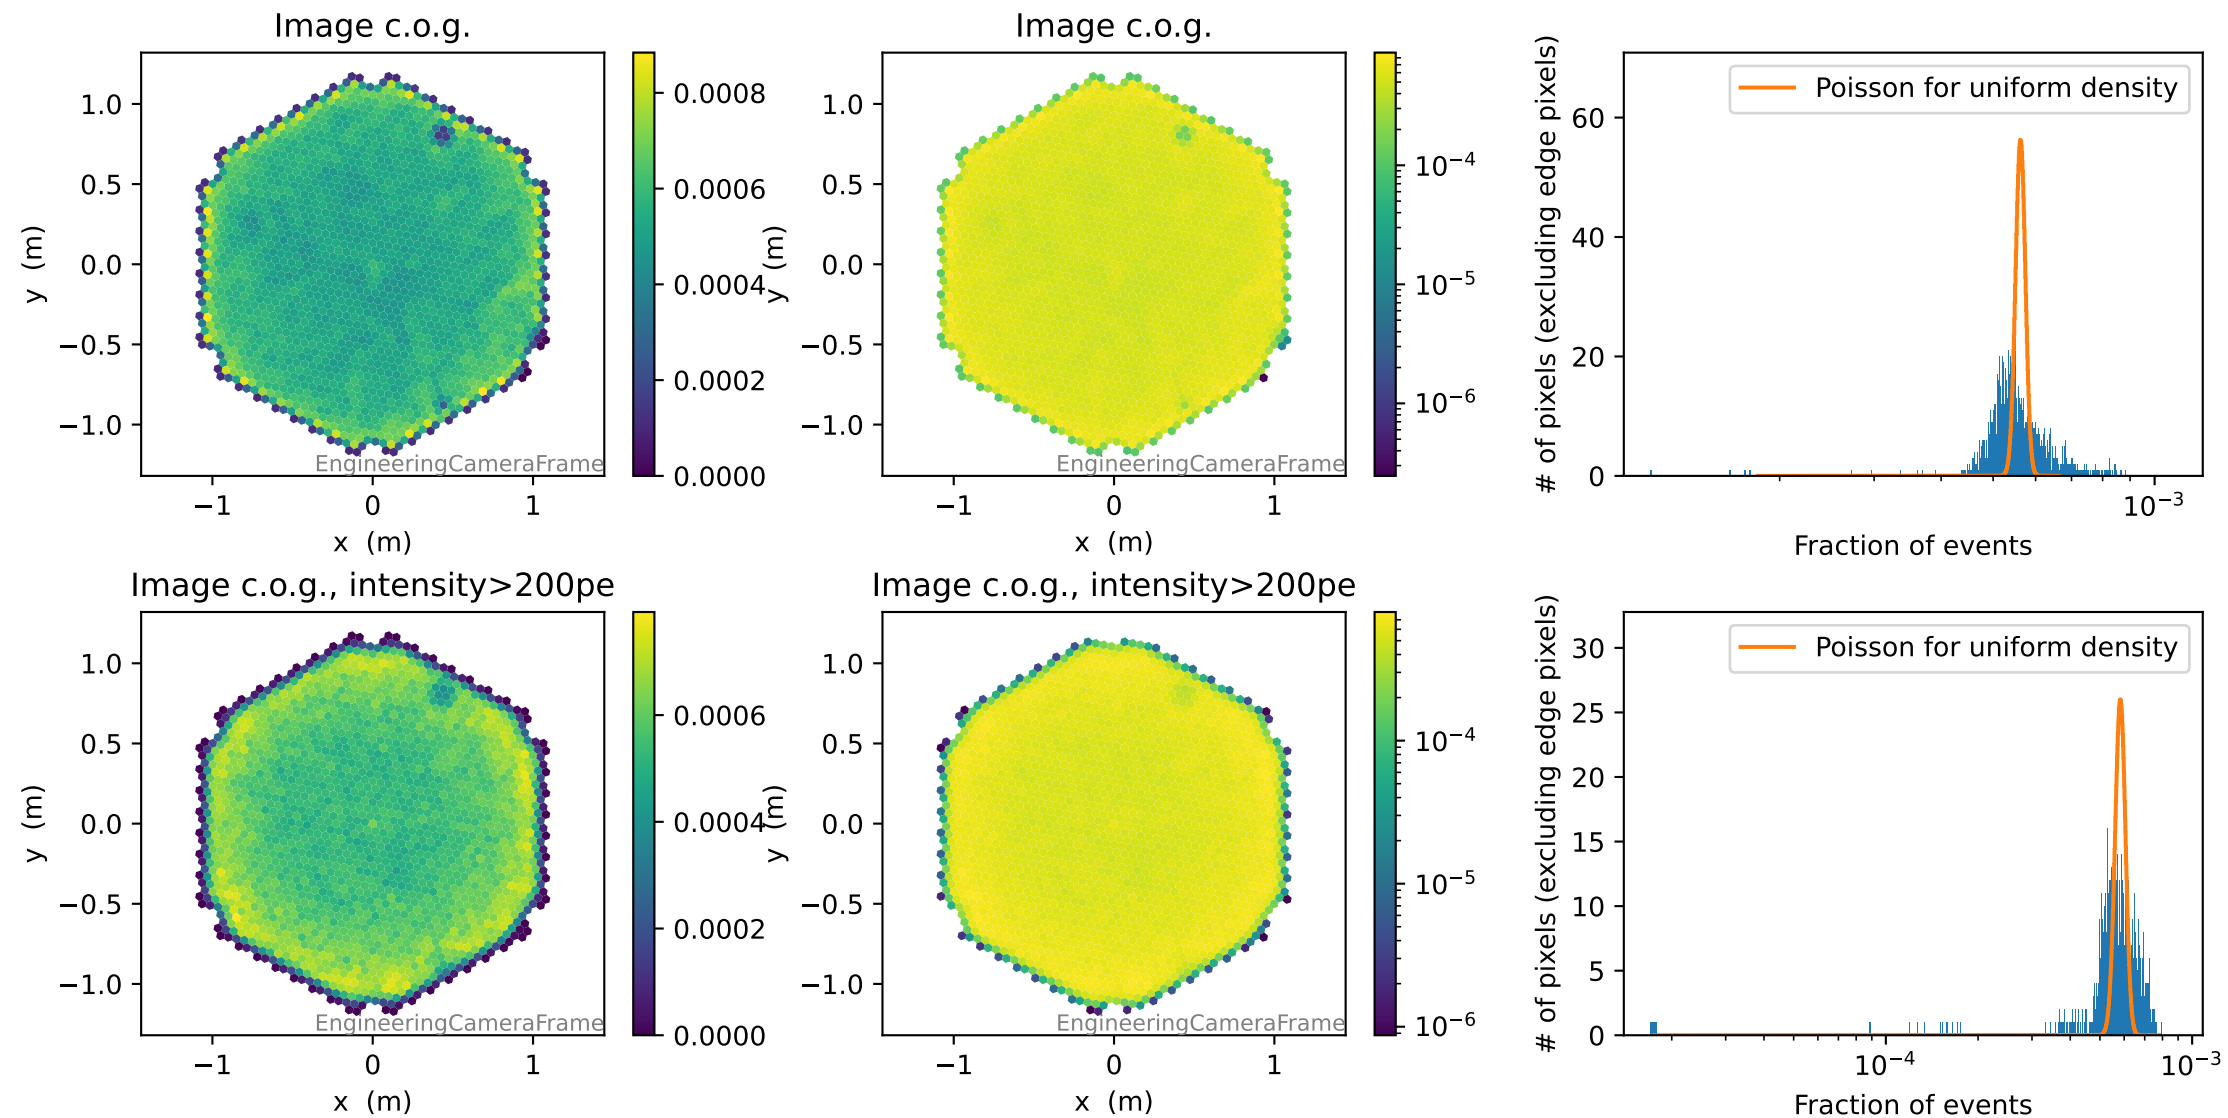 Image c.o.g.
1.0
0.5
0.0
−0.5
−1.0
y (m)
−1 0 1
x (m)
EngineeringCameraFrame
0.0008
0.0006
0.0004
0.0002
0.0000
Image c.o.g.
1.0
0.5
0.0
−0.5
−1.0
y (m)
−1 0 1
x (m)
EngineeringCameraFrame
10⁻⁴
10⁻⁵
10⁻⁶
# of pixels (excluding edge pixels)
60
40
20
0
Poisson for uniform density
10⁻³
Fraction of events
Image c.o.g., intensity>200pe
1.0
0.5
0.0
−0.5
−1.0
y (m)
−1 0 1
x (m)
EngineeringCameraFrame
0.0006
0.0004
0.0002
0.0000
Image c.o.g., intensity>200pe
1.0
0.5
0.0
−0.5
−1.0
y (m)
−1 0 1
x (m)
EngineeringCameraFrame
10⁻⁴
10⁻⁵
10⁻⁶
# of pixels (excluding edge pixels)
30
25
20
15
10
5
0
Poisson for uniform density
10⁻⁴ 10⁻³
Fraction of events